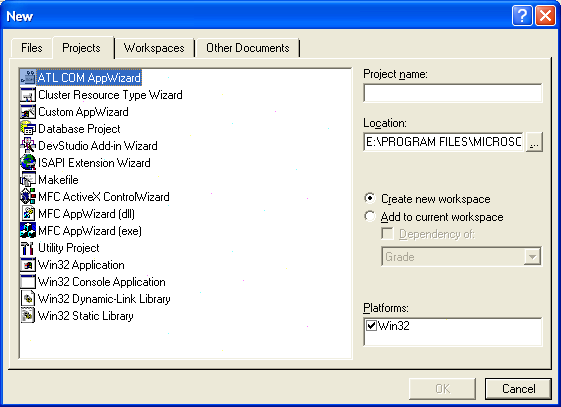 New
Files Projects Workspaces Other Documents
ATL COM AppWizard
Cluster Resource Type Wizard
Custom AppWizard
Database Project
DevStudio Add-in Wizard
ISAPI Extension Wizard
Makefile
MFC ActiveX ControlWizard
MFC AppWizard (dll)
MFC AppWizard (exe)
Utility Project
Win32 Application
Win32 Console Application
Win32 Dynamic-Link Library
Win32 Static Library
Project name:
Location:
E:\PROGRAM FILES\MICROSC
...
Create new workspace
Add to current workspace
Dependency of:
Grade
Platforms:
Win32
OK Cancel